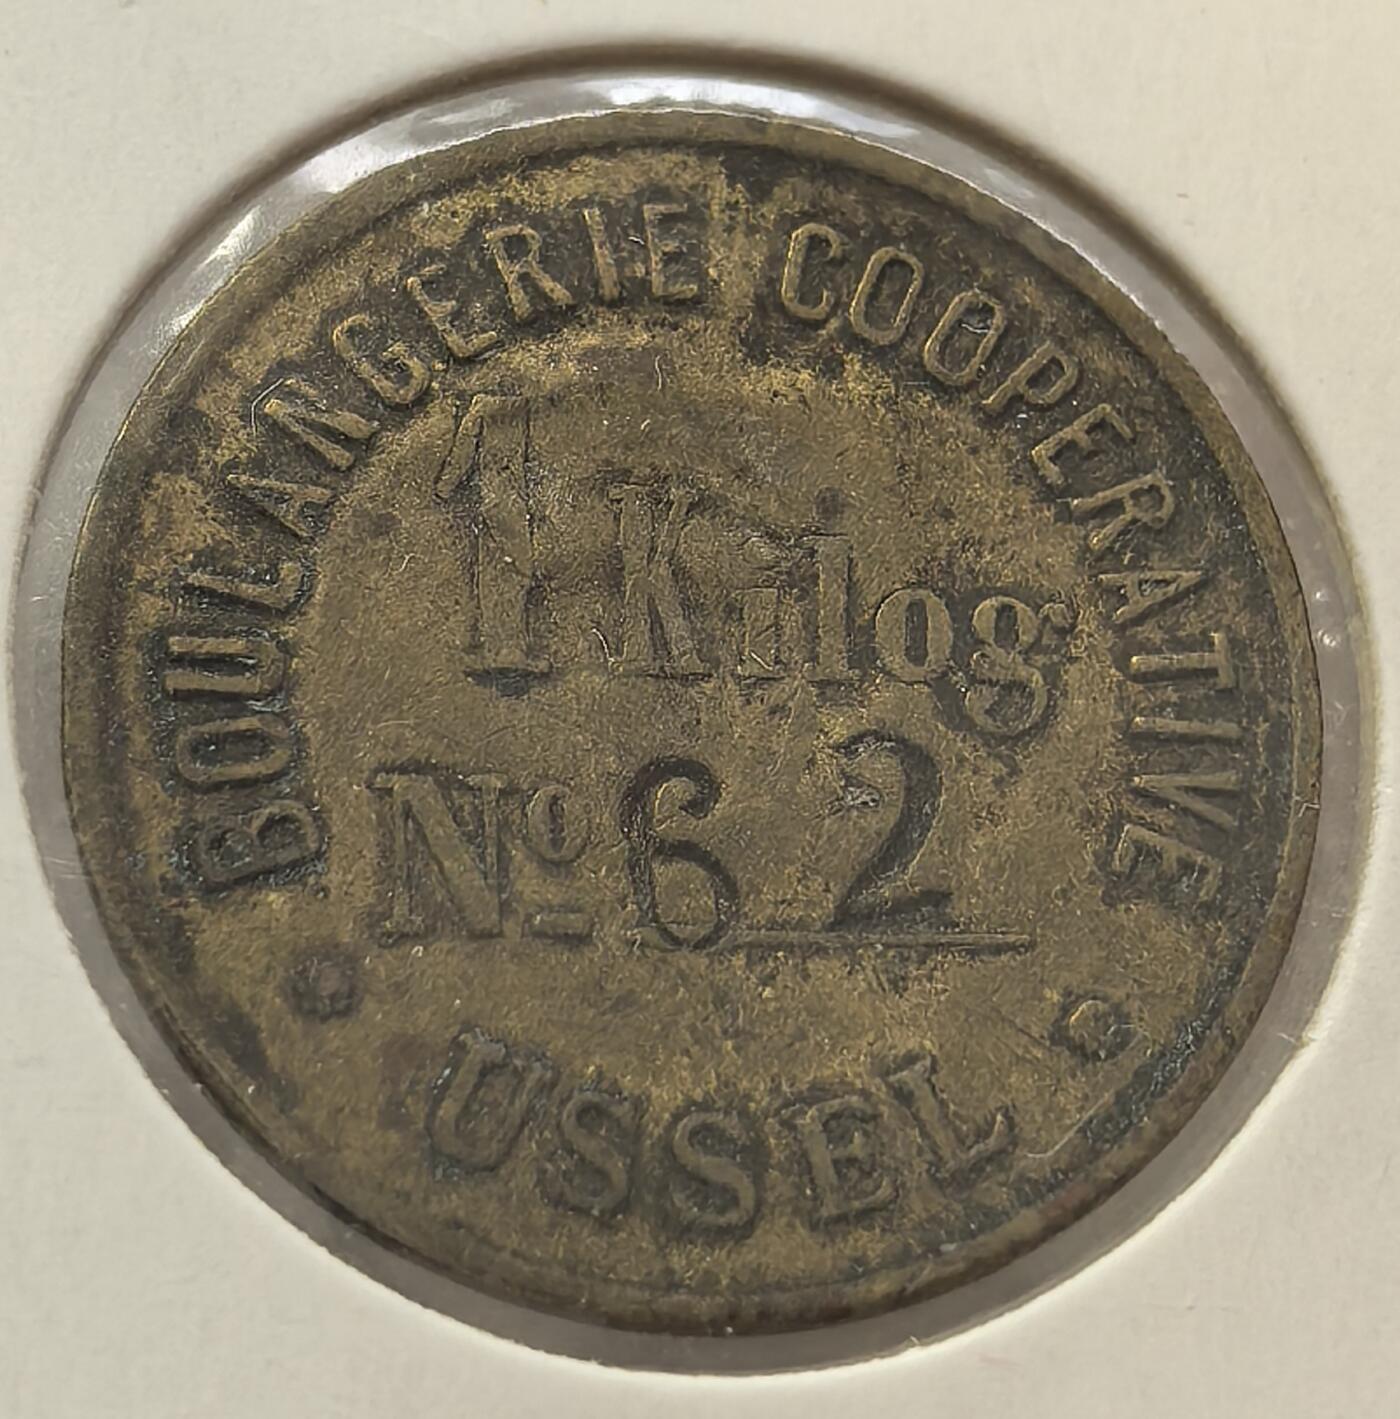 BOULANGERIE COOPERATIVE
1 Kilog
Nº 62
USSEL